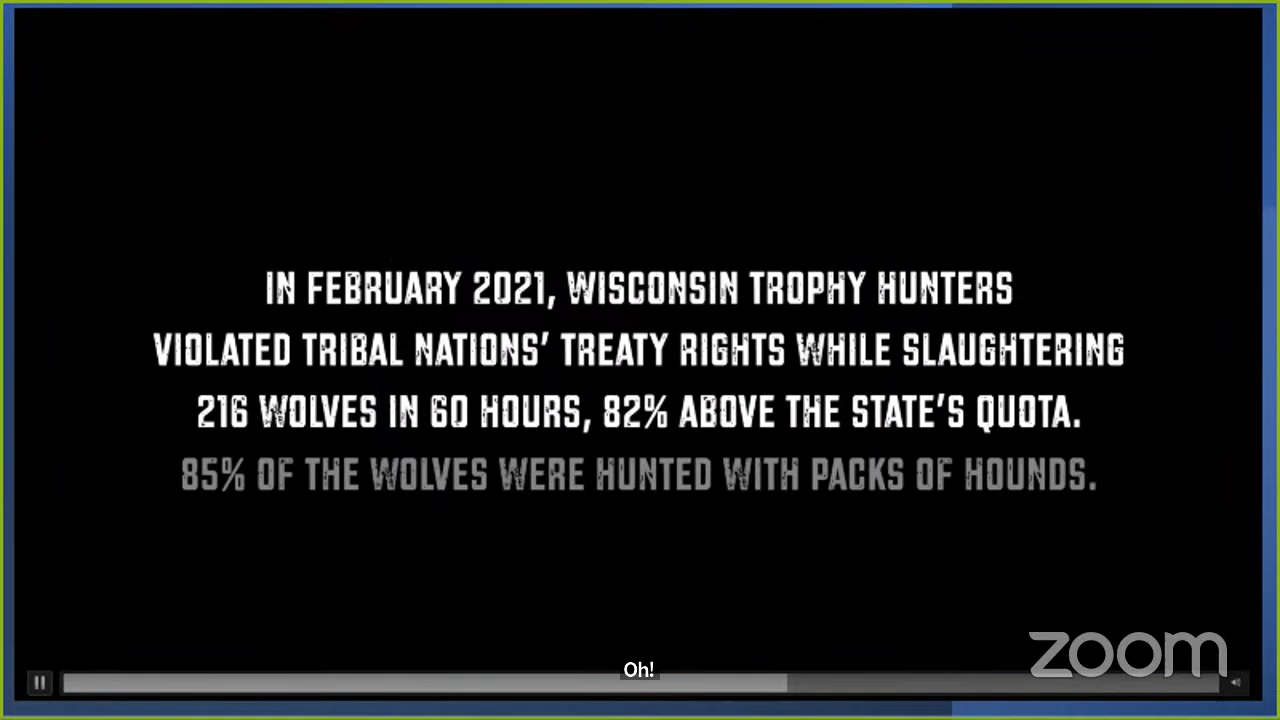 IN FEBRUARY 2021, WISCONSIN TROPHY HUNTERS
VIOLATED TRIBAL NATIONS' TREATY RIGHTS WHILE SLAUGHTERING
216 WOLVES IN 60 HOURS, 82% ABOVE THE STATE'S QUOTA.
85% OF THE WOLVES WERE HUNTED WITH PACKS OF HOUNDS.
zoom
Oh!